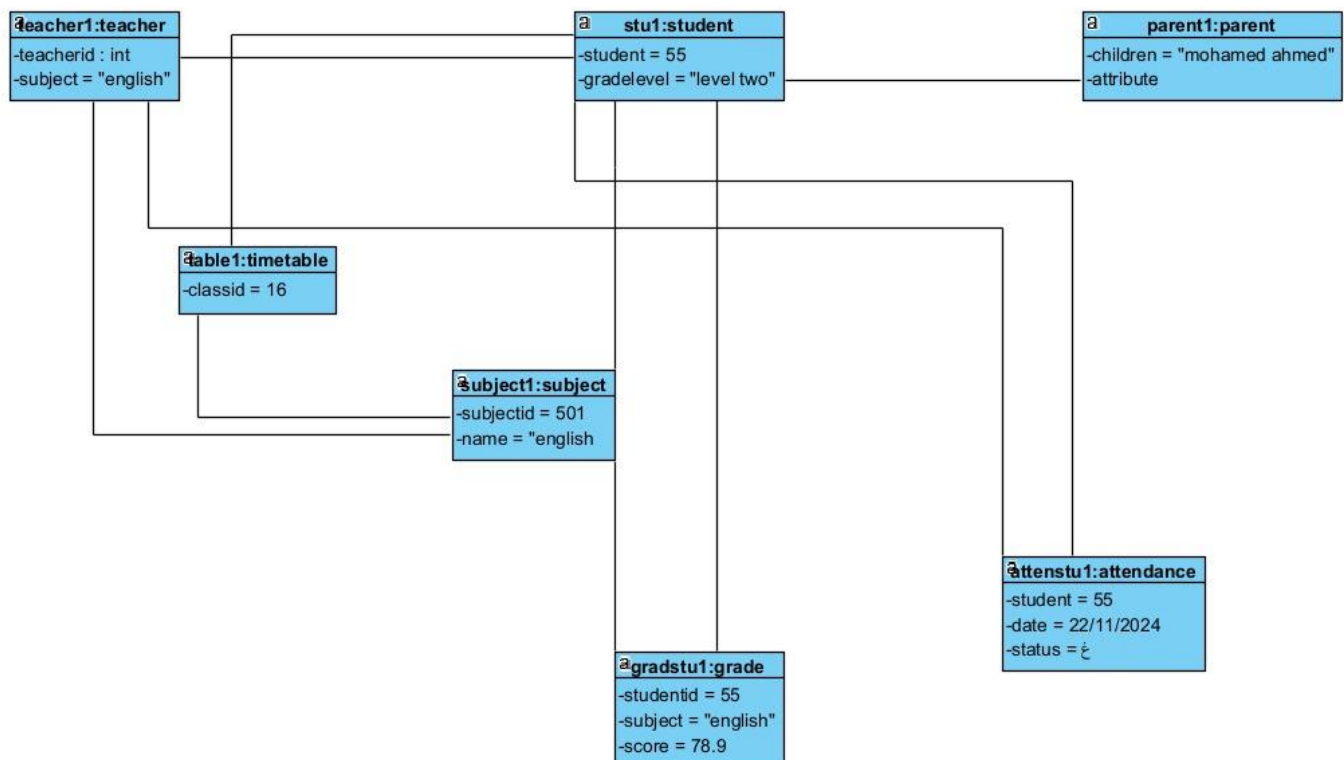 a
teacher1:teacher
-teacherid : int
-subject = "english"
a
stu1:student
-student = 55
-gradelevel = "level two"
a
parent1:parent
-children = "mohamed ahmed"
-attribute
a
table1:timetable
-classid = 16
a
subject1:subject
-subjectid = 501
-name = "english
a
attenstu1:attendance
-student = 55
-date = 22/11/2024
-status = غ
a
gradstu1:grade
-studentid = 55
-subject = "english"
-score = 78.9